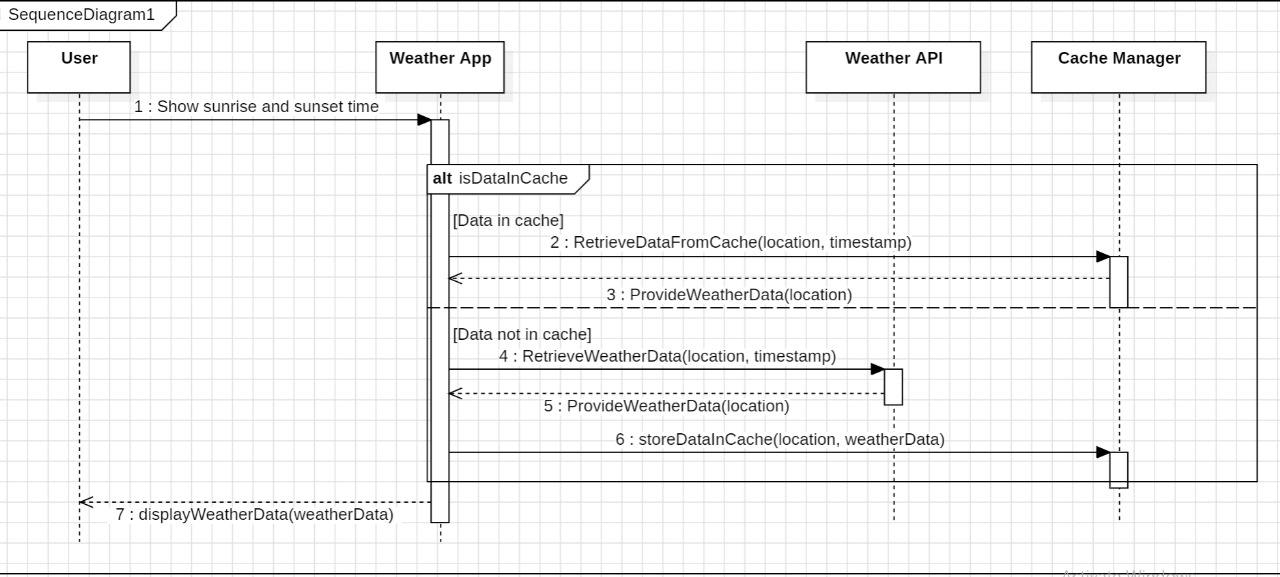 SequenceDiagram1
User
Weather App
Weather API
Cache Manager
1 : Show sunrise and sunset time
alt isDataInCache
[Data in cache]
2 : RetrieveDataFromCache(location, timestamp)
3 : ProvideWeatherData(location)
[Data not in cache]
4 : RetrieveWeatherData(location, timestamp)
5 : ProvideWeatherData(location)
6 : storeDataInCache(location, weatherData)
7 : displayWeatherData(weatherData)